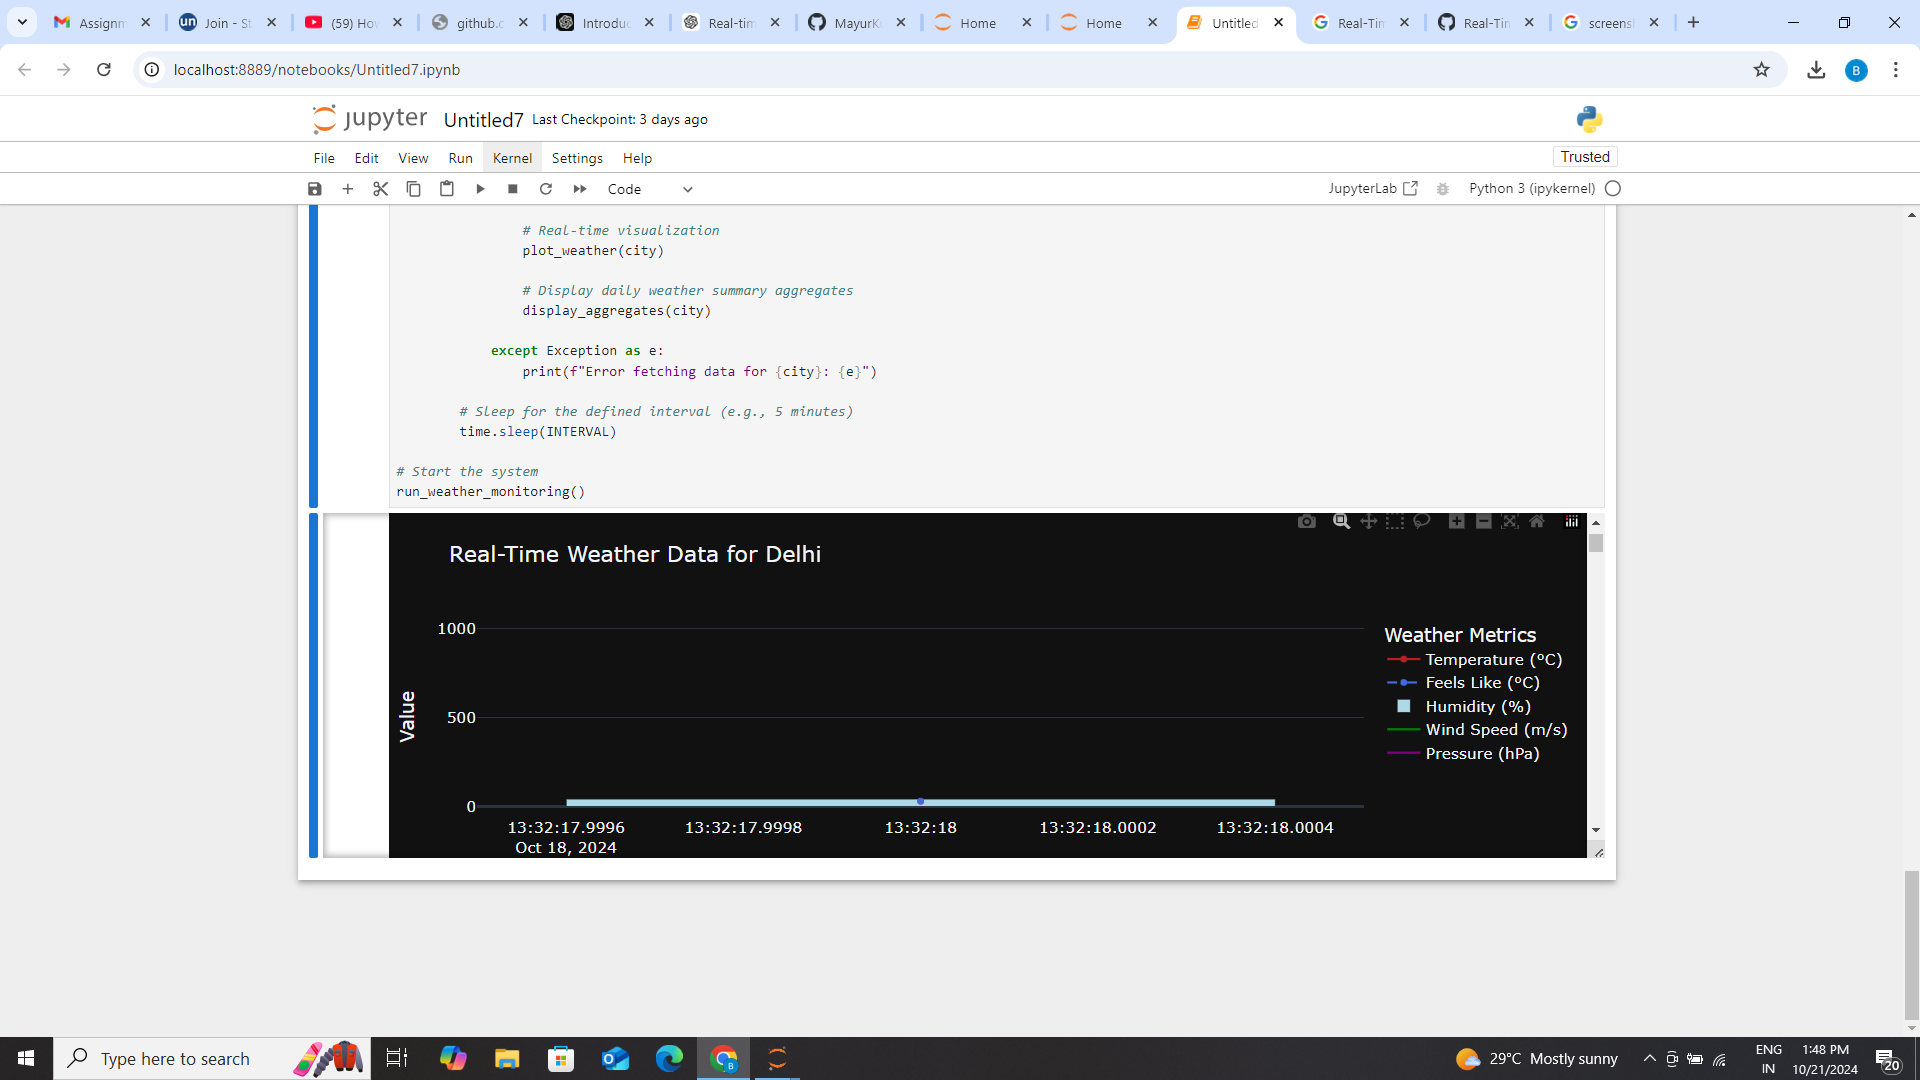 Assignm
un Join - St
(59) Hov
github.c
Introduc
Real-tim
MayurK
Home
Home
Untitled
Real-Tim
Real-Tin
screensh
localhost:8889/notebooks/Untitled7.ipynb
B
jupyter Untitled7 Last Checkpoint: 3 days ago
File Edit View Run Kernel Settings Help
Trusted
Code
JupyterLab
Python 3 (ipykernel)
# Real-time visualization
plot_weather(city)
# Display daily weather summary aggregates
display_aggregates(city)
except Exception as e:
print(f"Error fetching data for {city}: {e}")
# Sleep for the defined interval (e.g., 5 minutes)
time.sleep(INTERVAL)
# Start the system
run_weather_monitoring()
Real-Time Weather Data for Delhi
1000
500
0
Value
13:32:17.9996
Oct 18, 2024
13:32:17.9998
13:32:18
13:32:18.0002
13:32:18.0004
Weather Metrics
Temperature (°C)
Feels Like (°C)
Humidity (%)
Wind Speed (m/s)
Pressure (hPa)
Type here to search
29°C Mostly sunny
ENG
IN
1:48 PM
10/21/2024
20